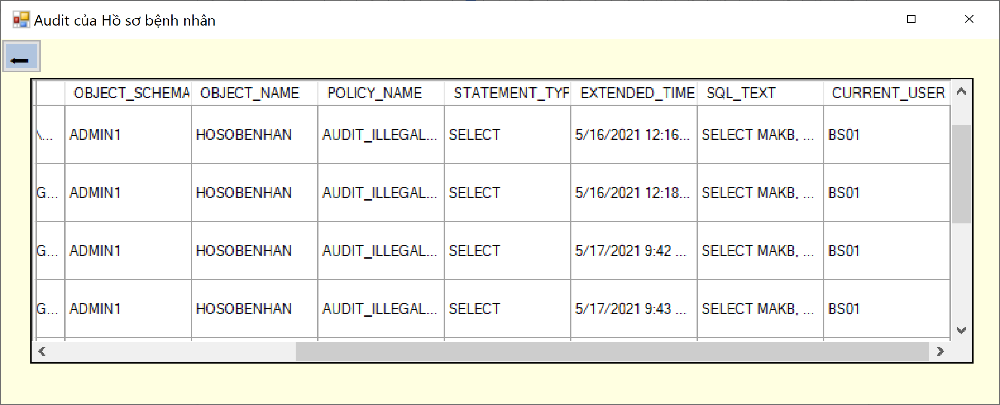 Audit của Hồ sơ bệnh nhân
OBJECT_SCHEMA OBJECT_NAME POLICY_NAME STATEMENT_TYP EXTENDED_TIME SQL_TEXT CURRENT_USER
\... ADMIN1 HOSOBENHAN AUDIT_ILLEGAL... SELECT 5/16/2021 12:16... SELECT MAKB, ... BS01
G... ADMIN1 HOSOBENHAN AUDIT_ILLEGAL... SELECT 5/16/2021 12:18... SELECT MAKB, ... BS01
G... ADMIN1 HOSOBENHAN AUDIT_ILLEGAL... SELECT 5/17/2021 9:42 ... SELECT MAKB, ... BS01
G... ADMIN1 HOSOBENHAN AUDIT_ILLEGAL... SELECT 5/17/2021 9:43 ... SELECT MAKB, ... BS01